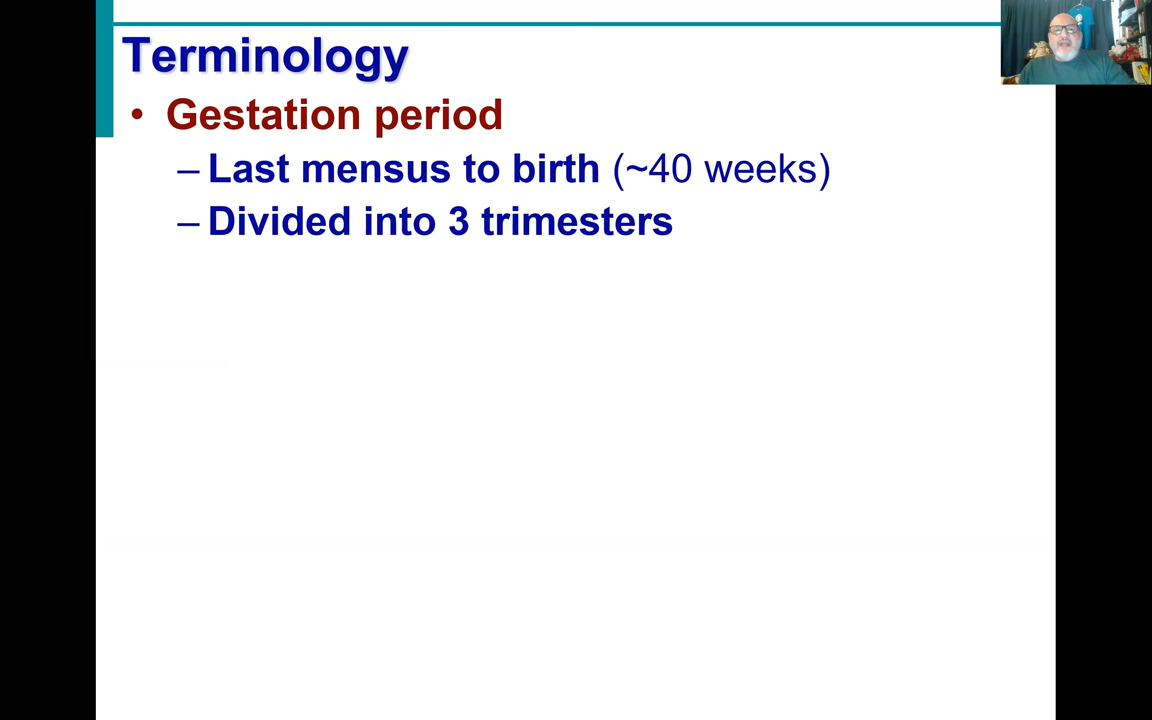 Terminology
• Gestation period
– Last mensus to birth (~40 weeks)
– Divided into 3 trimesters